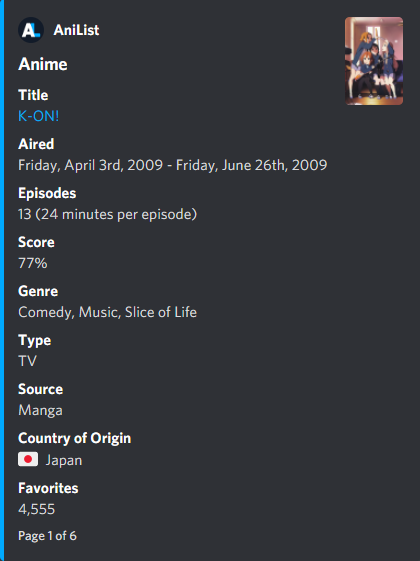 AniList
Anime
Title
K-ON!
Aired
Friday, April 3rd, 2009 - Friday, June 26th, 2009
Episodes
13 (24 minutes per episode)
Score
77%
Genre
Comedy, Music, Slice of Life
Type
TV
Source
Manga
Country of Origin
Japan
Favorites
4,555
Page 1 of 6